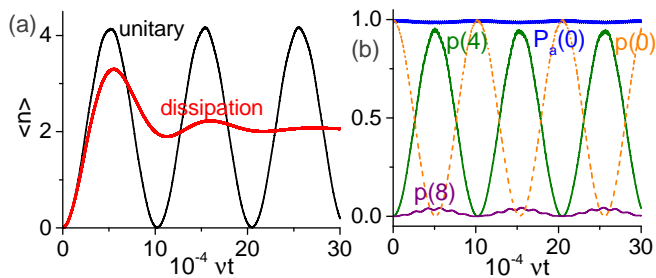 (a)
unitary
dissipation
<n>
4
2
0
0 10 20 30
10⁻⁴ νt
(b)
1.0
0.5
0.0
p(4)
Pₐ(0)
p(0)
p(8)
0 10 20 30
10⁻⁴ νt